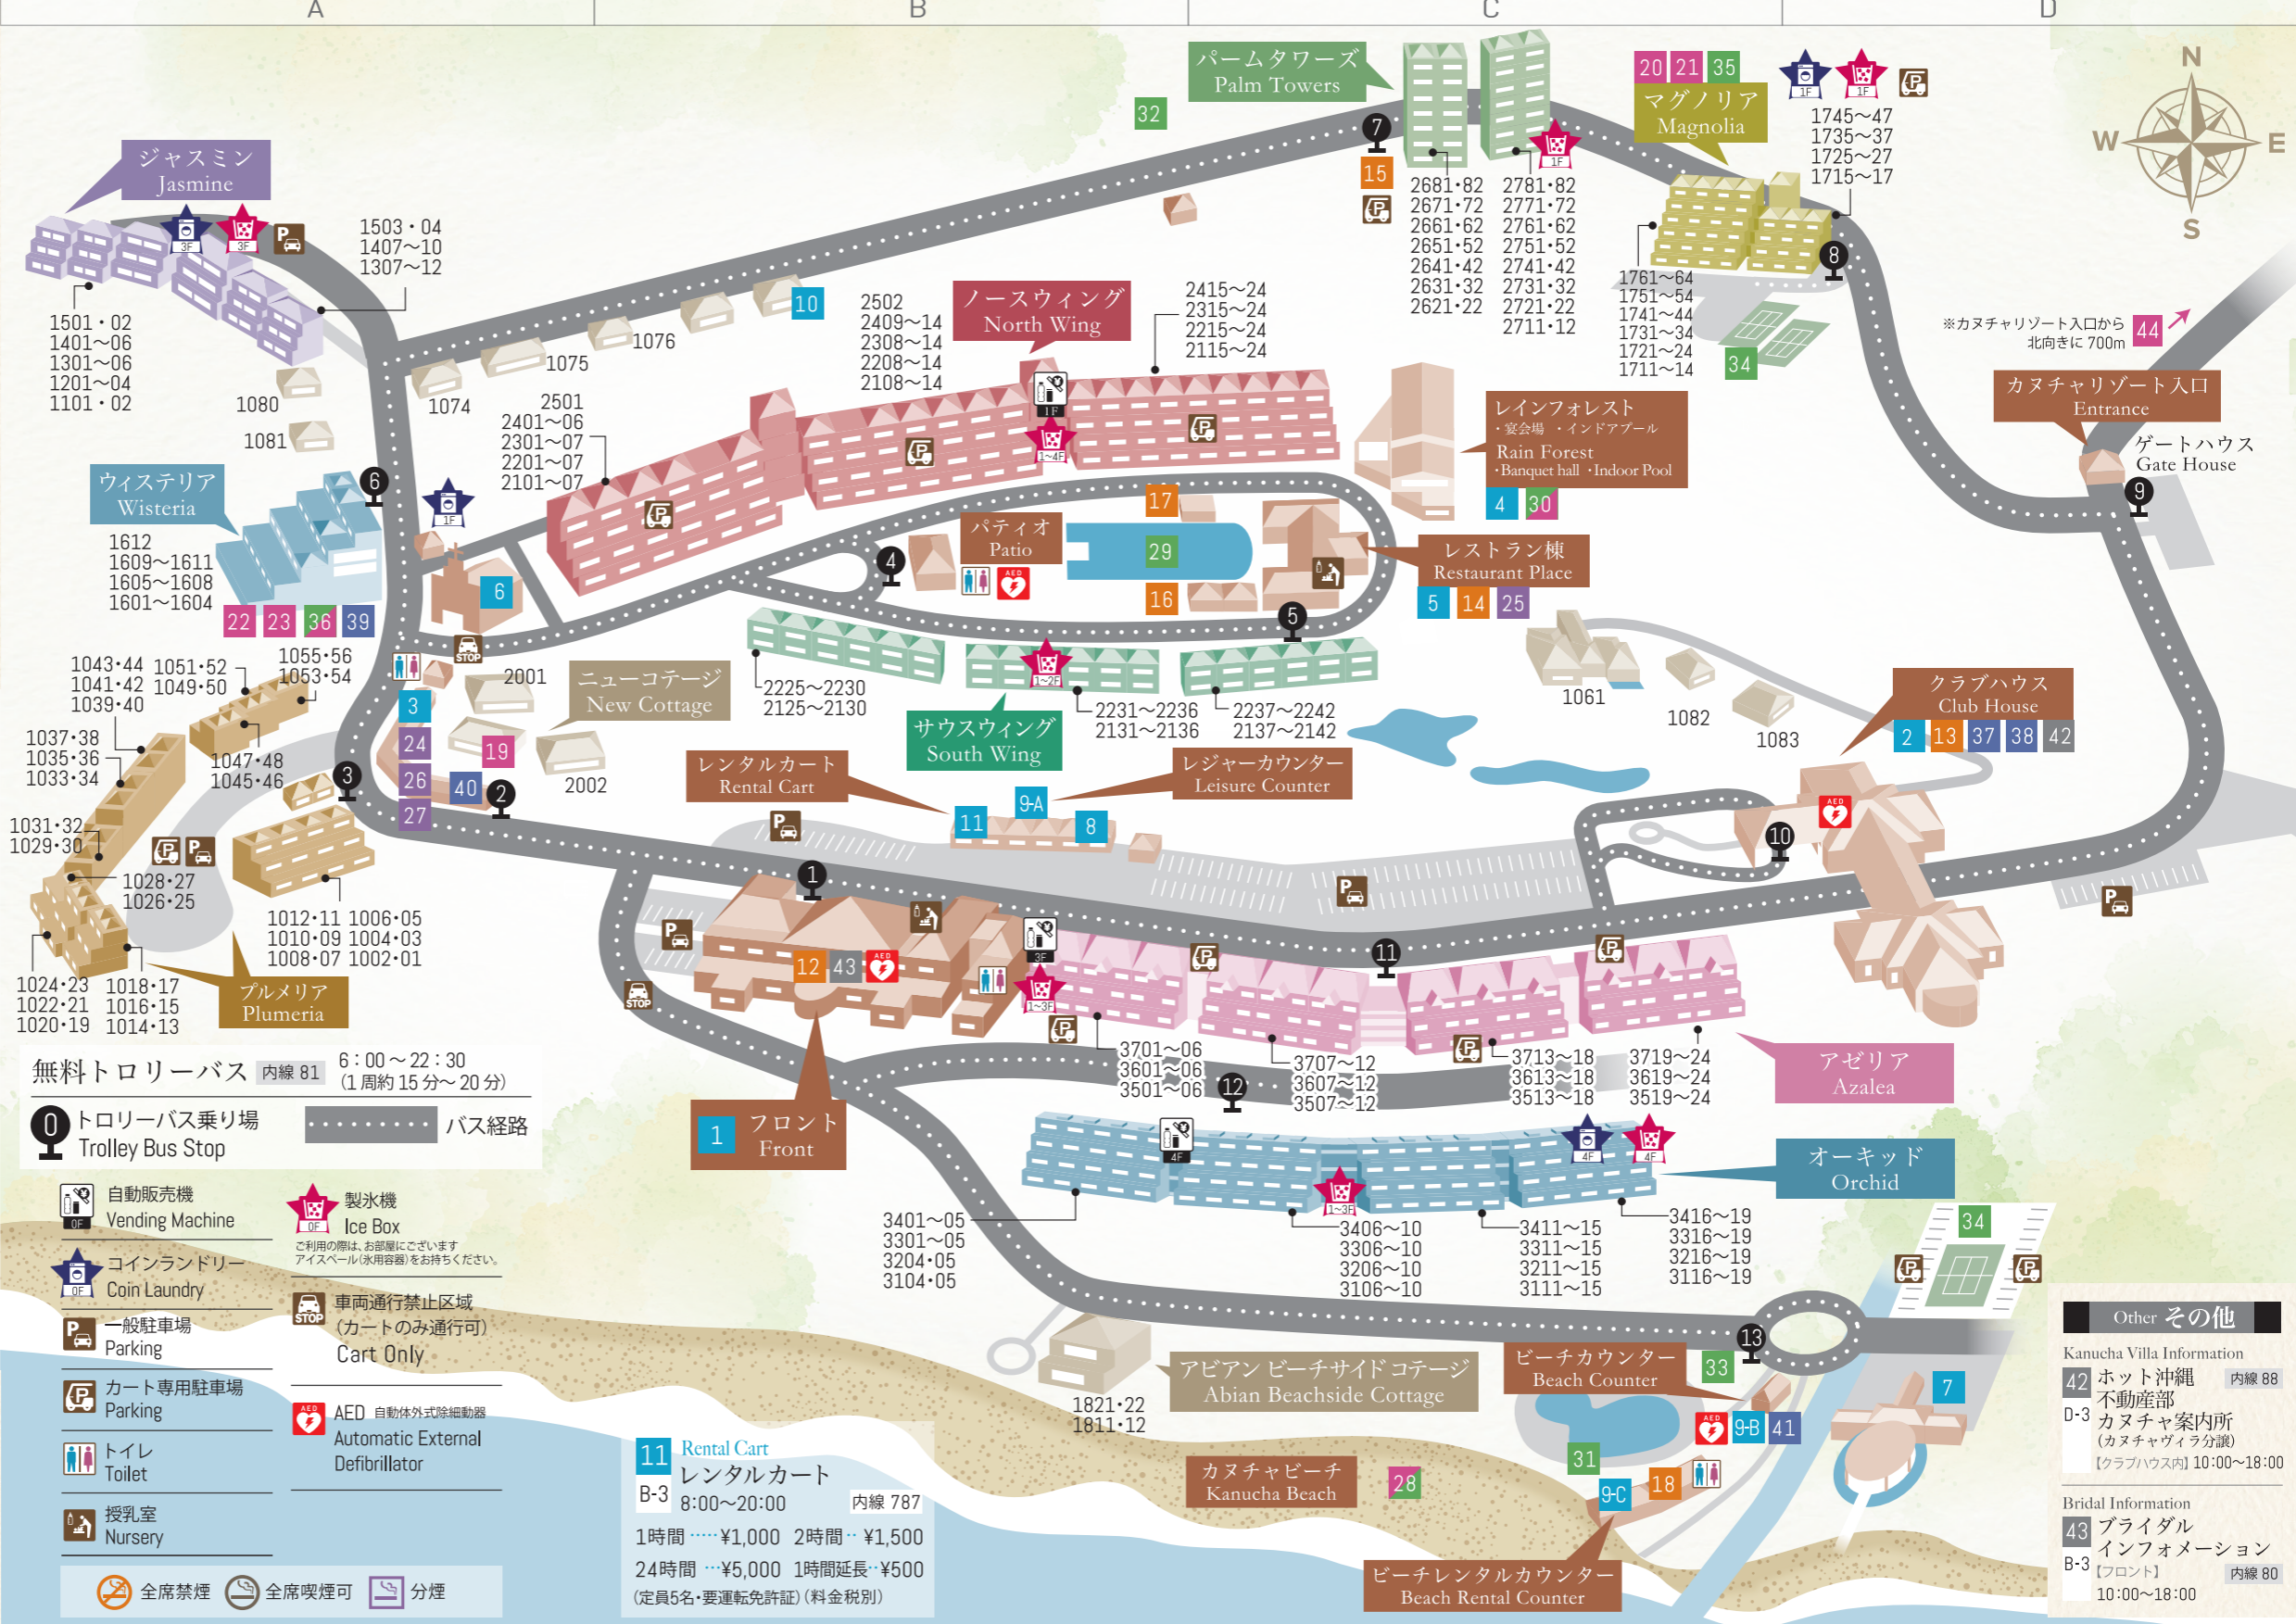 A
B
C
D
パームタワーズ
Palm Towers
32
7
15
1F
2681・82
2671・72
2661・62
2651・52
2641・42
2631・32
2621・22
2781・82
2771・72
2761・62
2751・52
2741・42
2731・32
2721・22
2711・12
20 21 35
マグノリア
Magnolia
1F
1F
1745〜47
1735〜37
1725〜27
1715〜17
8
1761〜64
1751〜54
1741〜44
1731〜34
1721〜24
1711〜14
34
N
W
E
S
ジャスミン
Jasmine
3F
3F
1503・04
1407〜10
1307〜12
1501・02
1401〜06
1301〜06
1201〜04
1101・02
1080
1081
1074
1075
1076
10
2502
2409〜14
2308〜14
2208〜14
2108〜14
ノースウィング
North Wing
2415〜24
2315〜24
2215〜24
2115〜24
2501
2401〜06
2301〜07
2201〜07
2101〜07
1F
1〜4F
※カヌチャリゾート入口から
北向きに 700m
44
カヌチャリゾート入口
Entrance
ゲートハウス
Gate House
9
レインフォレスト
・宴会場 ・インドアプール
Rain Forest
・Banquet hall ・Indoor Pool
4 30
ウィステリア
Wisteria
6
1F
1612
1609〜1611
1605〜1608
1601〜1604
22 23 36 39
6
17
パティオ
Patio
AED
29
16
4
5
レストラン棟
Restaurant Place
5 14 25
STOP
1043・44
1041・42
1039・40
1051・52
1049・50
1055・56
1053・54
1037・38
1035・36
1033・34
1047・48
1045・46
1031・32
1029・30
1028・27
1026・25
3
24
26
27
19
40
2
3
2001
2002
ニューコテージ
New Cottage
2225〜2230
2125〜2130
1〜2F
サウスウィング
South Wing
2231〜2236
2131〜2136
2237〜2242
2137〜2142
1061
1082
1083
クラブハウス
Club House
2 13 37 38 42
AED
10
レンタルカート
Rental Cart
レジャーカウンター
Leisure Counter
11
9-A
8
1
1012・11
1010・09
1008・07
1006・05
1004・03
1002・01
1024・23
1022・21
1020・19
1018・17
1016・15
1014・13
プルメリア
Plumeria
STOP
12 43
AED
3F
1〜3F
11
3701〜06
3601〜06
3501〜06
12
3707〜12
3607〜12
3507〜12
3713〜18
3613〜18
3513〜18
3719〜24
3619〜24
3519〜24
アゼリア
Azalea
1
フロント
Front
4F
1〜3F
4F
4F
オーキッド
Orchid
3401〜05
3301〜05
3204・05
3104・05
3406〜10
3306〜10
3206〜10
3106〜10
3411〜15
3311〜15
3211〜15
3111〜15
3416〜19
3316〜19
3216〜19
3116〜19
34
13
アビアン ビーチサイド コテージ
Abian Beachside Cottage
1821・22
1811・12
ビーチカウンター
Beach Counter
33
AED
9-B 41
7
31
9-C
18
カヌチャビーチ
Kanucha Beach
28
ビーチレンタルカウンター
Beach Rental Counter
無料トロリーバス 内線 81
6：00〜22：30
（1 周約 15 分〜 20 分）
0
トロリーバス乗り場
Trolley Bus Stop
バス経路
0F
自動販売機
Vending Machine
0F
コインランドリー
Coin Laundry
一般駐車場
Parking
カート専用駐車場
Parking
トイレ
Toilet
授乳室
Nursery
0F
製氷機
Ice Box
ご利用の際は、お部屋にございます
アイスペール（氷用容器）をお持ちください。
STOP
車両通行禁止区域
（カートのみ通行可）
Cart Only
AED
AED 自動体外式除細動器
Automatic External
Defibrillator
全席禁煙
全席喫煙可
分煙
11
B-3
Rental Cart
レンタルカート
8:00〜20:00
内線 787
1時間 ····· ¥1,000 2時間 ·· ¥1,500
24時間 ··· ¥5,000 1時間延長 ·· ¥500
（定員5名・要運転免許証）（料金税別）
Other その他
Kanucha Villa Information
42
D-3
ホット沖縄
不動産部
カヌチャ案内所
（カヌチャヴィラ分譲）
内線 88
【クラブハウス内】 10:00〜18:00
Bridal Information
43
B-3
ブライダル
インフォメーション
【フロント】
内線 80
10:00〜18:00